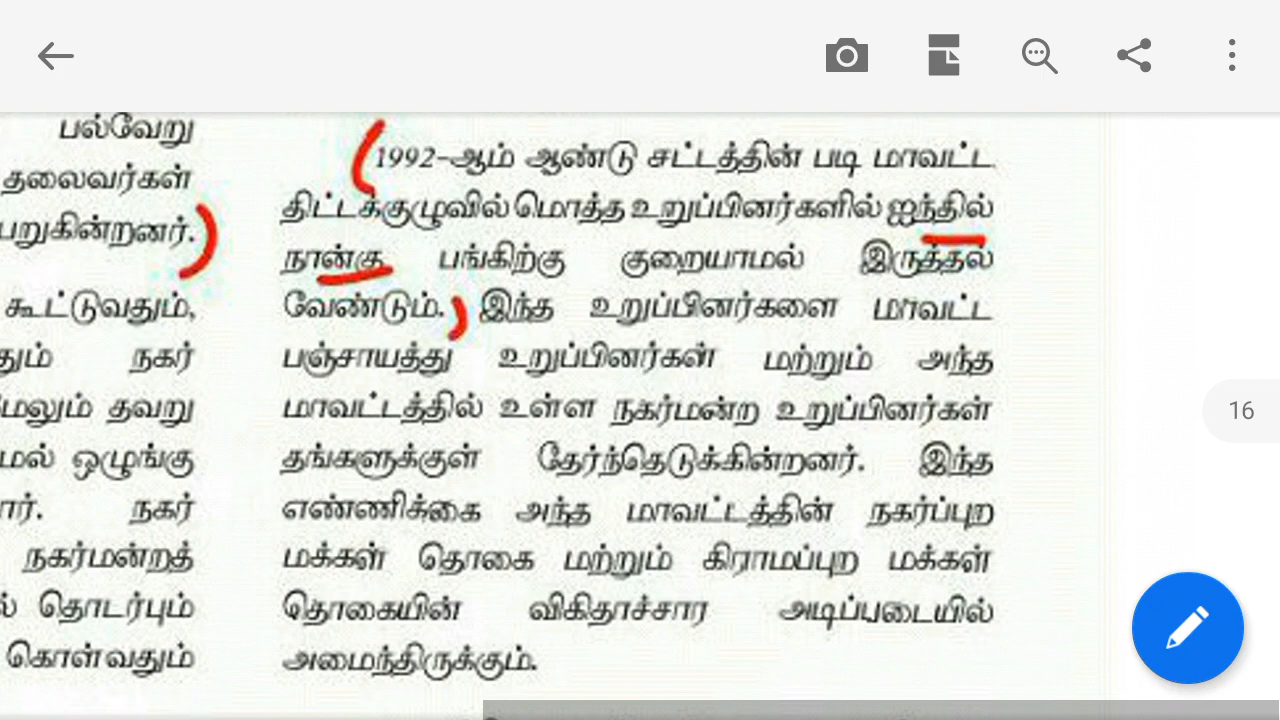 பல்வேறு
தலைவர்கள்
பறுகின்றனர்.
கூட்டுவதும்,
தும் நகர்
மேலும் தவறு
மல் ஒழுங்கு
ார். நகர்
நகர்மன்றத்
ல் தொடர்பும்
கொள்வதும்
1992-ஆம் ஆண்டு சட்டத்தின் படி மாவட்ட
திட்டக்குழுவில் மொத்த உறுப்பினர்களில் ஐந்தில்
நான்கு பங்கிற்கு குறையாமல் இருத்தல்
வேண்டும். இந்த உறுப்பினர்களை மாவட்ட
பஞ்சாயத்து உறுப்பினர்கள் மற்றும் அந்த
மாவட்டத்தில் உள்ள நகர்மன்ற உறுப்பினர்கள்
தங்களுக்குள் தேர்ந்தெடுக்கின்றனர். இந்த
எண்ணிக்கை அந்த மாவட்டத்தின் நகர்ப்புற
மக்கள் தொகை மற்றும் கிராமப்புற மக்கள்
தொகையின் விகிதாச்சார அடிப்படையில்
அமைந்திருக்கும்.
16